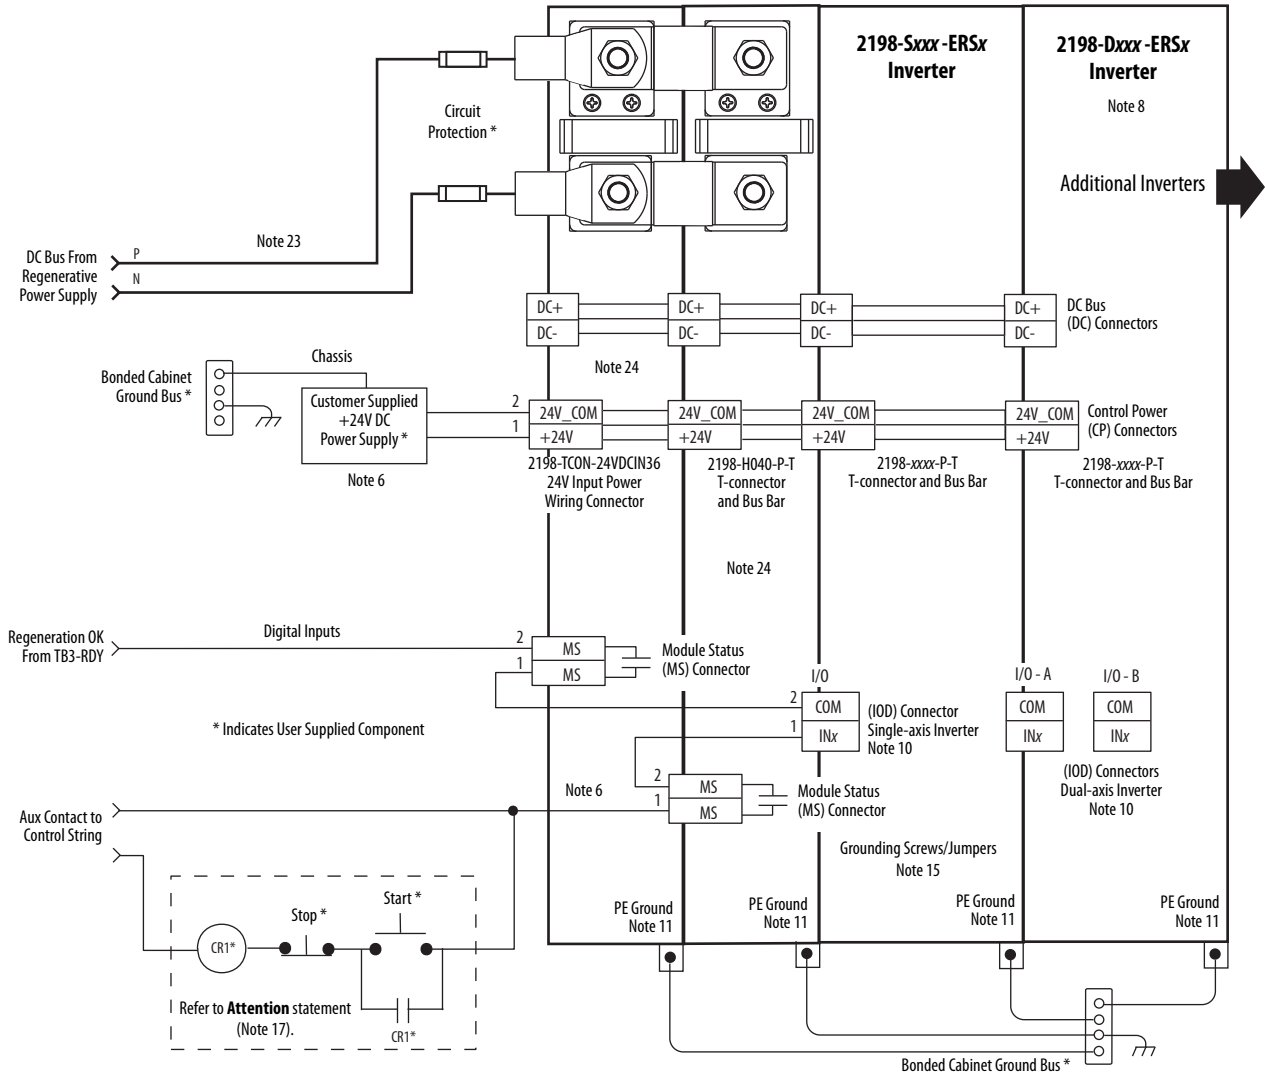 2198-Sxxx -ERSx
Inverter
2198-Dxxx -ERSx
Inverter
Note 8
Circuit
Protection *
Additional Inverters
Note 23
DC Bus From
Regenerative
Power Supply
P
N
DC+
DC-
DC+
DC-
DC+
DC-
DC+
DC-
DC Bus
(DC) Connectors
Note 24
Chassis
Bonded Cabinet
Ground Bus *
Customer Supplied
+24V DC
Power Supply *
Note 6
2
1
24V_COM
+24V
24V_COM
+24V
24V_COM
+24V
24V_COM
+24V
Control Power
(CP) Connectors
2198-TCON-24VDCIN36
24V Input Power
Wiring Connector
2198-H040-P-T
T-connector
and Bus Bar
2198-xxxx-P-T
T-connector and Bus Bar
2198-xxxx-P-T
T-connector and Bus Bar
Note 24
Regeneration OK
From TB3-RDY
Digital Inputs
2
1
MS
MS
Module Status
(MS) Connector
I/O
I/O - A
I/O - B
2
1
COM
INx
(IOD) Connector
Single-axis Inverter
Note 10
COM
INx
COM
INx
* Indicates User Supplied Component
(IOD) Connectors
Dual-axis Inverter
Note 10
Note 6
2
1
MS
MS
Module Status
(MS) Connector
Aux Contact to
Control String
Grounding Screws/Jumpers
Note 15
Start *
Stop *
CR1*
PE Ground
Note 11
PE Ground
Note 11
PE Ground
Note 11
PE Ground
Note 11
Refer to Attention statement
(Note 17).
CR1*
Bonded Cabinet Ground Bus *